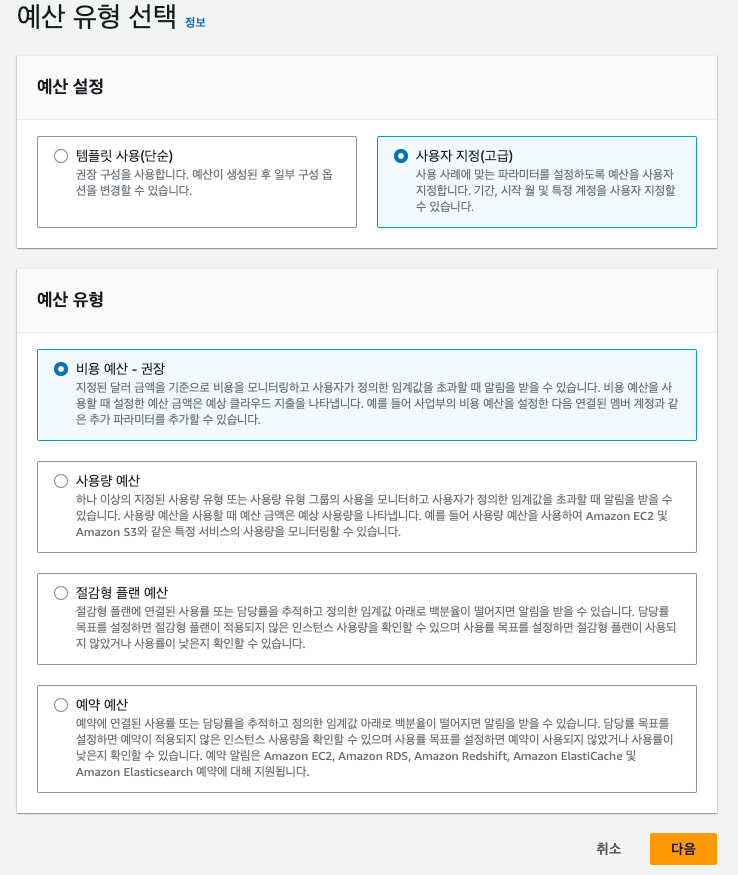 예산 유형 선택 정보
예산 설정
템플릿 사용(단순)
권장 구성을 사용합니다. 예산이 생성된 후 일부 구성 옵
션을 변경할 수 있습니다.
사용자 지정(고급)
사용 사례에 맞는 파라미터를 설정하도록 예산을 사용자
지정합니다. 기간, 시작 월 및 특정 계정을 사용자 지정할
수 있습니다.
예산 유형
비용 예산 - 권장
지정된 달러 금액을 기준으로 비용을 모니터링하고 사용자가 정의한 임계값을 초과할 때 알림을 받을 수 있습니다. 비용 예산을 사
용할 때 설정한 예산 금액은 예상 클라우드 지출을 나타냅니다. 예를 들어 사업부의 비용 예산을 설정한 다음 연결된 멤버 계정과 같
은 추가 파라미터를 추가할 수 있습니다.
사용량 예산
하나 이상의 지정된 사용량 유형 또는 사용량 유형 그룹의 사용을 모니터하고 사용자가 정의한 임계값을 초과할 때 알림을 받을 수
있습니다. 사용량 예산을 사용할 때 예산 금액은 예상 사용량을 나타냅니다. 예를 들어 사용량 예산을 사용하여 Amazon EC2 및
Amazon S3와 같은 특정 서비스의 사용량을 모니터링할 수 있습니다.
절감형 플랜 예산
절감형 플랜에 연결된 사용률 또는 담당률을 추적하고 정의한 임계값 아래로 백분율이 떨어지면 알림을 받을 수 있습니다. 담당률
목표를 설정하면 절감형 플랜이 적용되지 않은 인스턴스 사용량을 확인할 수 있으며 사용률 목표를 설정하면 절감형 플랜이 사용되
지 않았거나 사용률이 낮은지 확인할 수 있습니다.
예약 예산
예약에 연결된 사용률 또는 담당률을 추적하고 정의한 임계값 아래로 백분율이 떨어지면 알림을 받을 수 있습니다. 담당률 목표를
설정하면 예약이 적용되지 않은 인스턴스 사용량을 확인할 수 있으며 사용률 목표를 설정하면 예약이 사용되지 않았거나 사용률이
낮은지 확인할 수 있습니다. 예약 알림은 Amazon EC2, Amazon RDS, Amazon Redshift, Amazon ElastiCache 및
Amazon Elasticsearch 예약에 대해 지원됩니다.
취소 다음